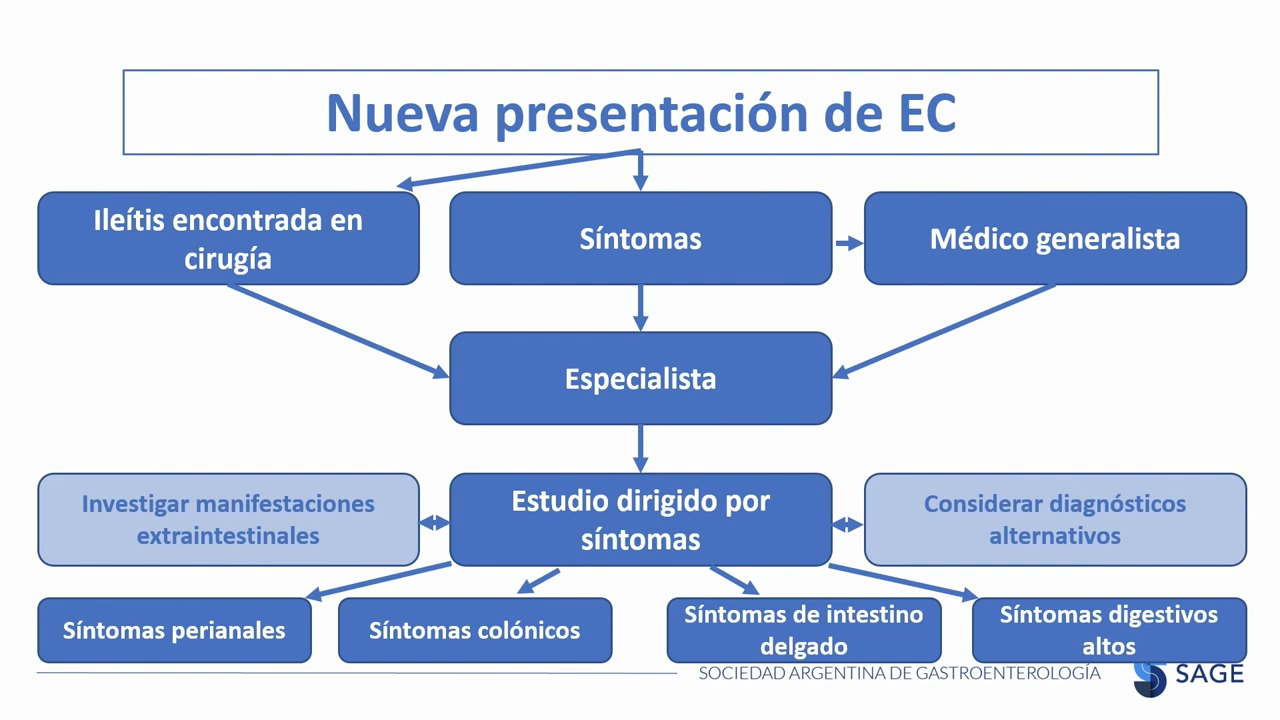 Nueva presentación de EC
Ileítis encontrada en
cirugía
Síntomas
Médico generalista
Especialista
Investigar manifestaciones
extraintestinales
Estudio dirigido por
síntomas
Considerar diagnósticos
alternativos
Síntomas perianales
Síntomas colónicos
Síntomas de intestino
delgado
Síntomas digestivos
altos
SOCIEDAD ARGENTINA DE GASTROENTEROLOGÍA
SAGE